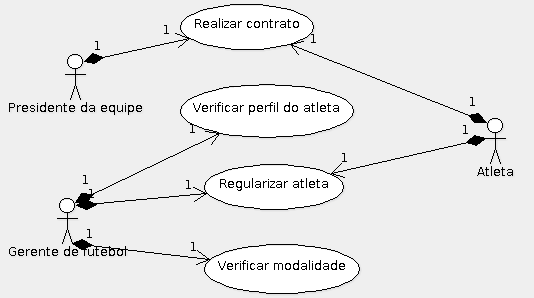 Realizar contrato
1
1
1
1
Presidente da equipe
Verificar perfil do atleta
1
1
1
Atleta
1
1
Regularizar atleta
1
1
Gerente de futebol
1
1
Verificar modalidade